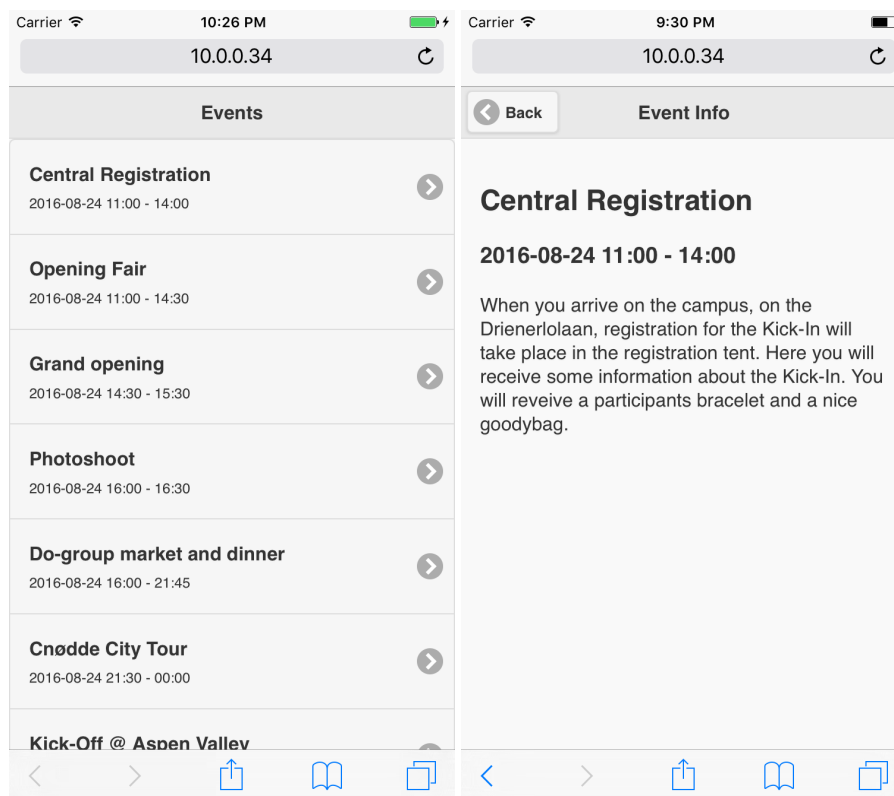 Carrier
10:26 PM
10.0.0.34
Events
Central Registration
2016-08-24 11:00 - 14:00
Opening Fair
2016-08-24 11:00 - 14:30
Grand opening
2016-08-24 14:30 - 15:30
Photoshoot
2016-08-24 16:00 - 16:30
Do-group market and dinner
2016-08-24 16:00 - 21:45
Cnødde City Tour
2016-08-24 21:30 - 00:00
Kick-Off @ Aspen Valley
Carrier
9:30 PM
10.0.0.34
Back
Event Info
Central Registration
2016-08-24 11:00 - 14:00
When you arrive on the campus, on the
Drienerlolaan, registration for the Kick-In will
take place in the registration tent. Here you will
receive some information about the Kick-In. You
will reveive a participants bracelet and a nice
goodybag.